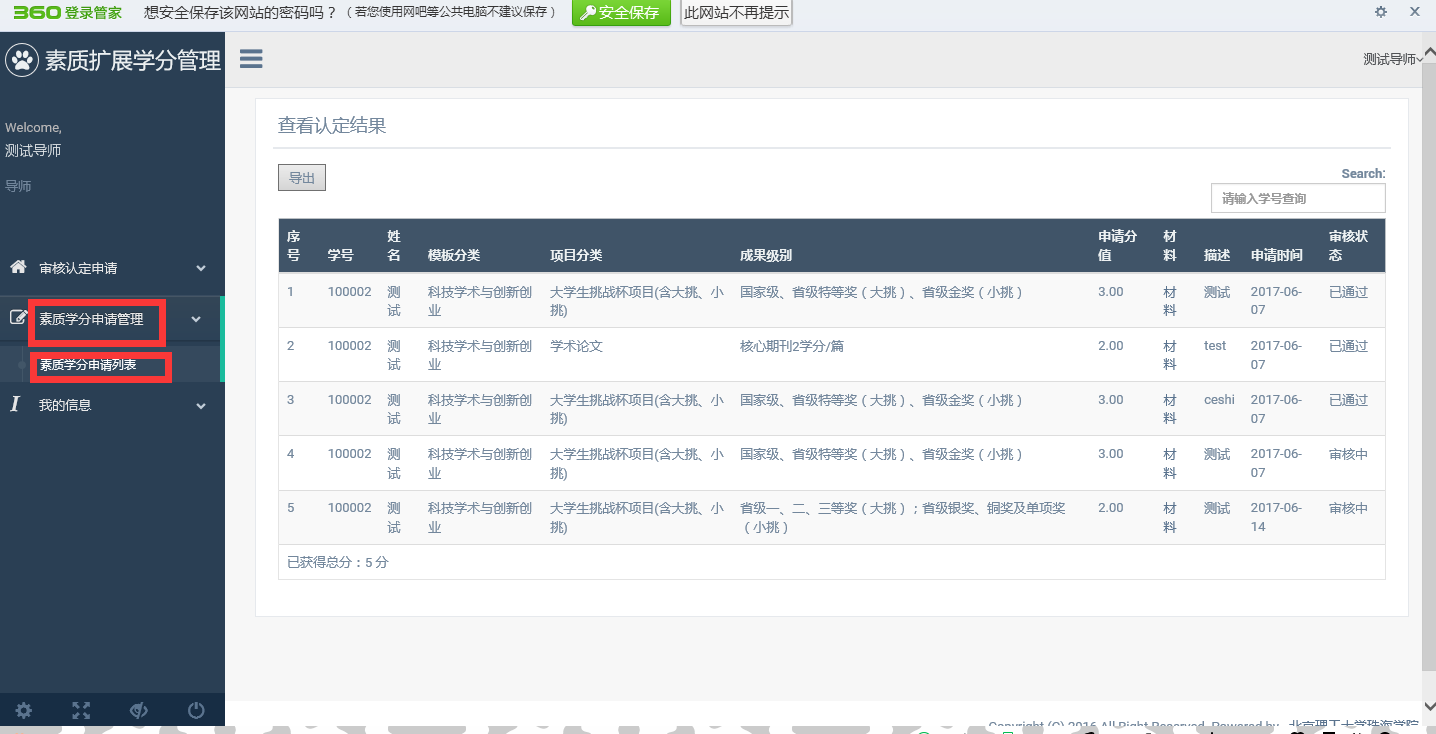 360 登录管家 想安全保存该网站的密码吗？（若您使用网吧等公共电脑不建议保存） 安全保存 此网站不再提示
素质扩展学分管理
测试导师
Welcome,
测试导师
导师
审核认定申请
素质学分申请管理
素质学分申请列表
我的信息
查看认定结果
导出
Search:
请输入学号查询
序号 学号 姓名 模板分类 项目分类 成果级别 申请分值 材料 描述 申请时间 审核状态
1 100002 测试 科技学术与创新创业 大学生挑战杯项目(含大挑、小挑) 国家级、省级特等奖（大挑）、省级金奖（小挑） 3.00 材料 测试 2017-06-07 已通过
2 100002 测试 科技学术与创新创业 学术论文 核心期刊2学分/篇 2.00 材料 test 2017-06-07 已通过
3 100002 测试 科技学术与创新创业 大学生挑战杯项目(含大挑、小挑) 国家级、省级特等奖（大挑）、省级金奖（小挑） 3.00 材料 ceshi 2017-06-07 已通过
4 100002 测试 科技学术与创新创业 大学生挑战杯项目(含大挑、小挑) 国家级、省级特等奖（大挑）、省级金奖（小挑） 3.00 材料 测试 2017-06-07 审核中
5 100002 测试 科技学术与创新创业 大学生挑战杯项目(含大挑、小挑) 省级一、二、三等奖（大挑）；省级银奖、铜奖及单项奖（小挑） 2.00 材料 测试 2017-06-14 审核中
已获得总分：5 分
Copyright (C) 2016 All Right Reserved. Powered by 北京理工大学珠海学院